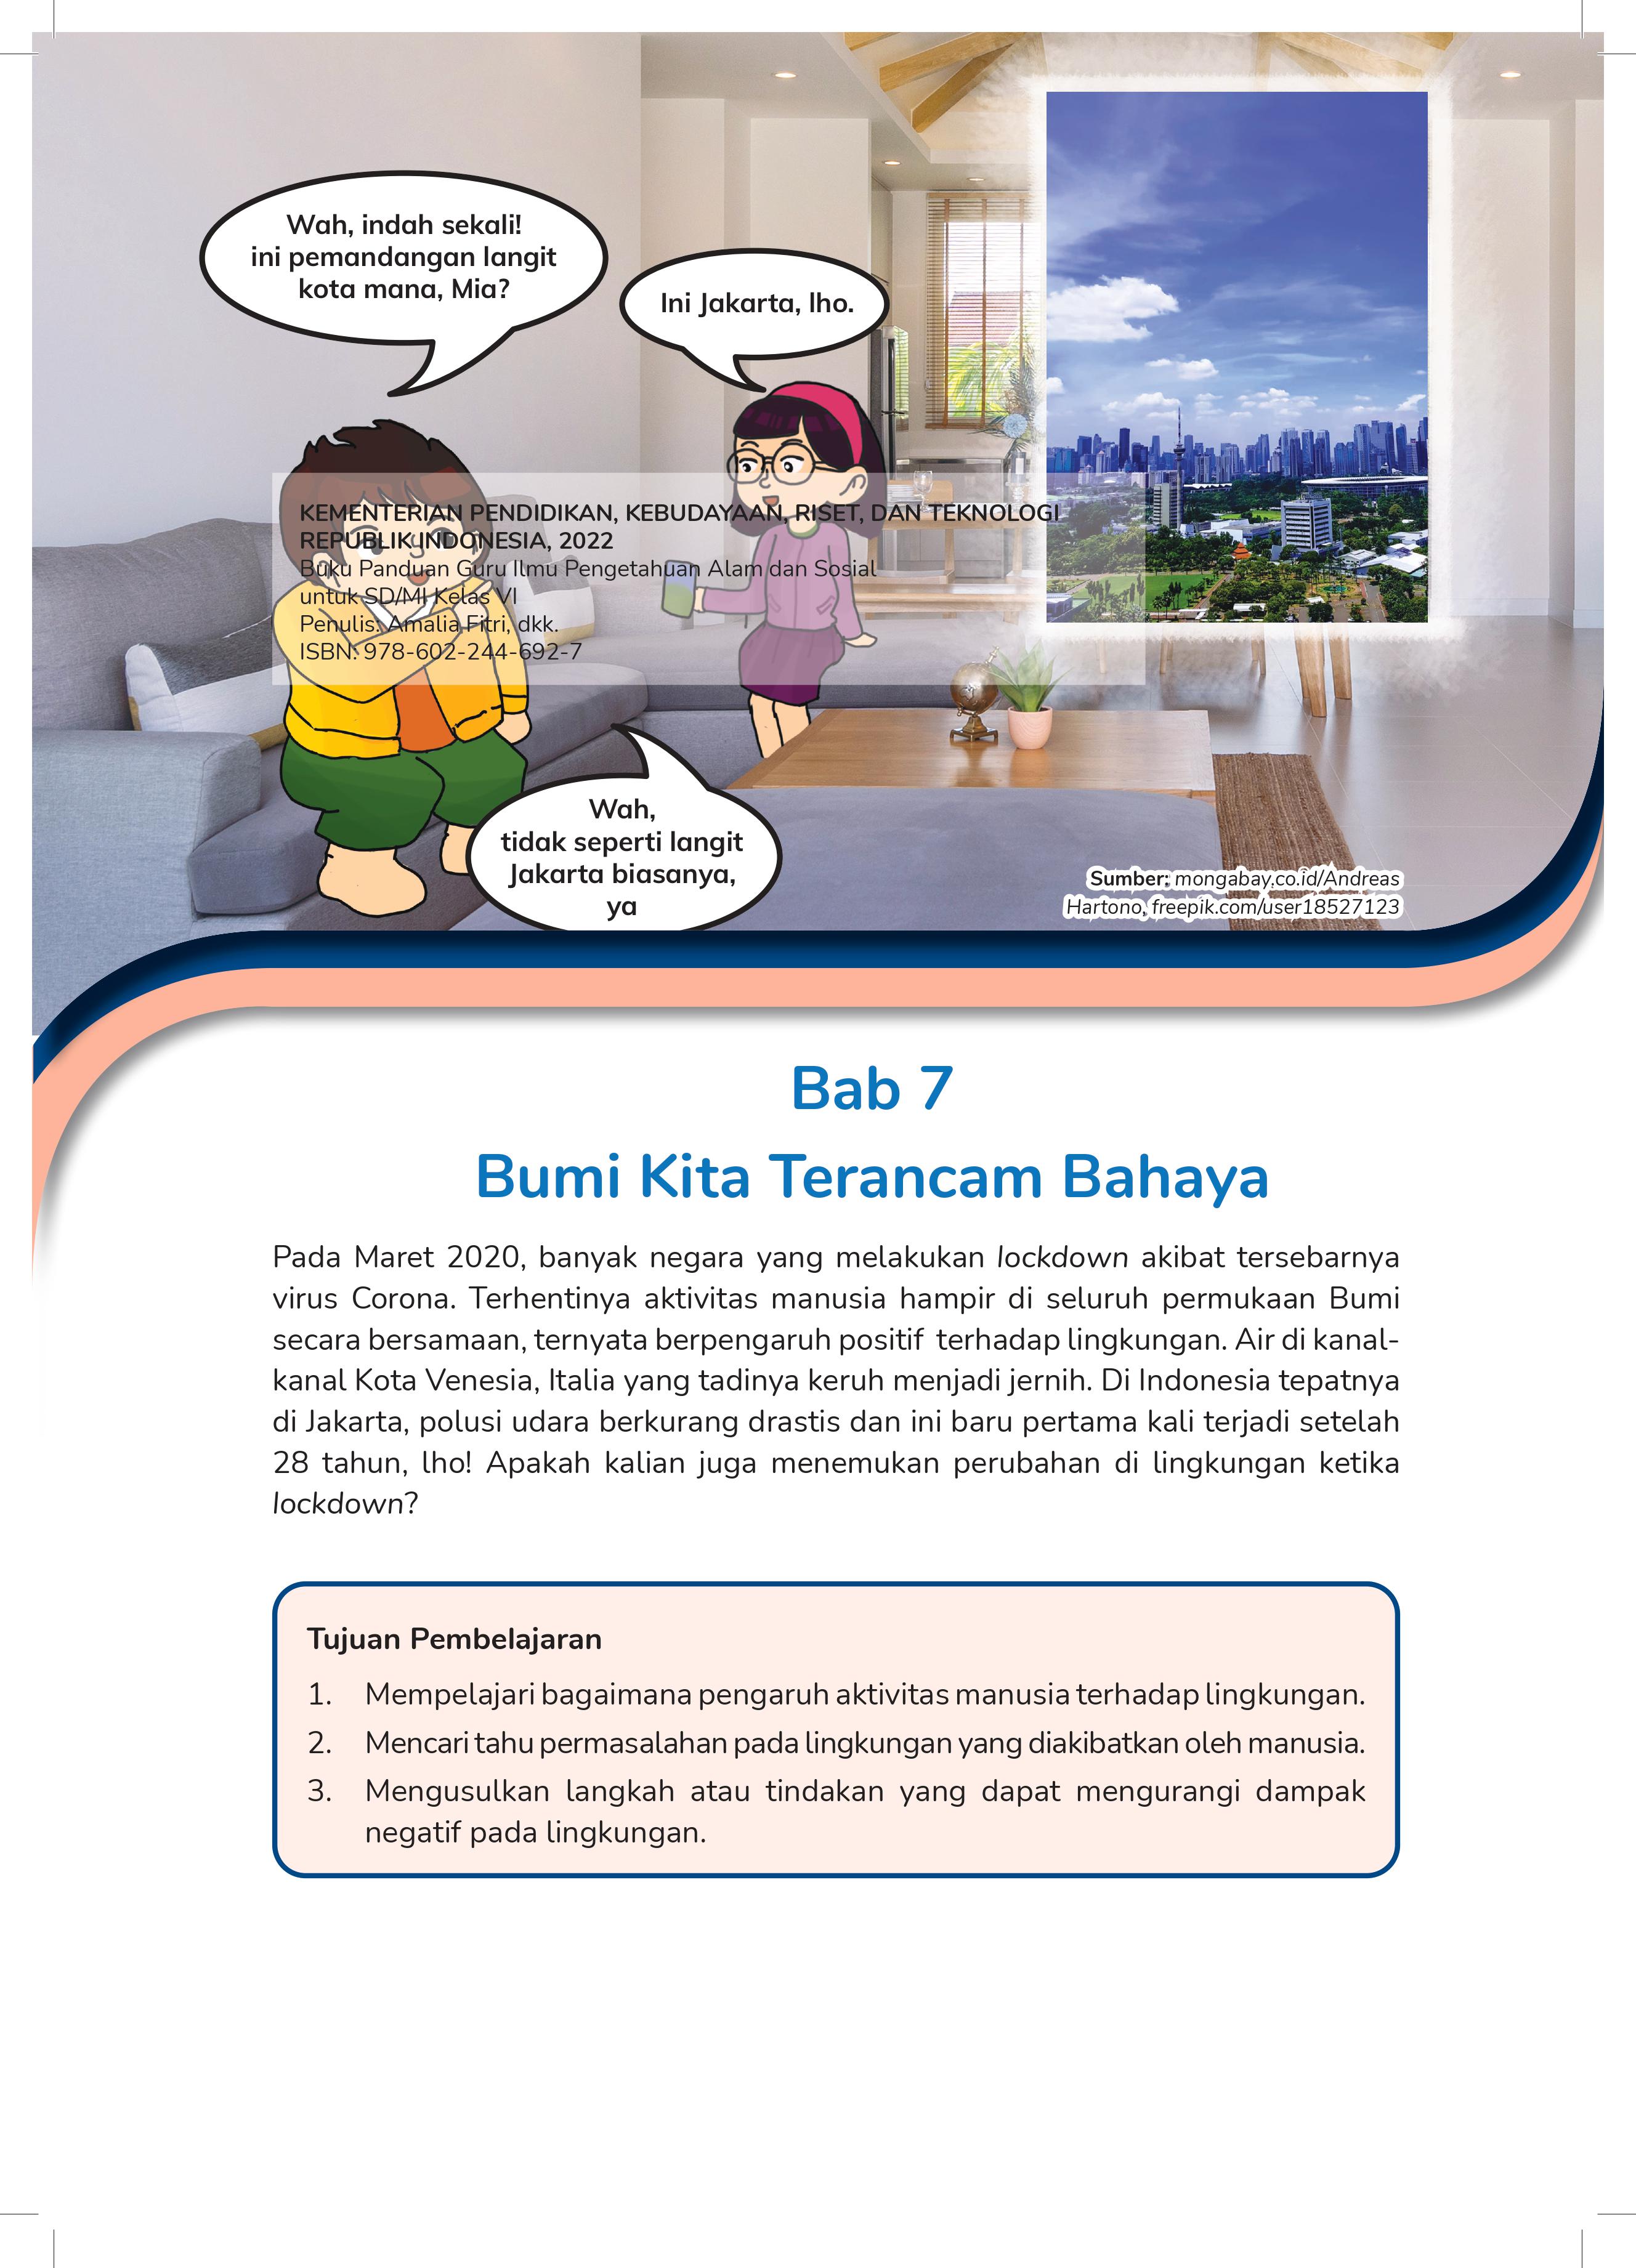 Wah, indah sekali!
ini pemandangan langit
kota mana, Mia?
Ini Jakarta, lho.
KEMENTERIAN PENDIDIKAN, KEBUDAYAAN, RISET, DAN TEKNOLOGI
REPUBLIK INDONESIA, 2022
Buku Panduan Guru Ilmu Pengetahuan Alam dan Sosial
untuk SD/MI Kelas VI
Penulis: Amalia Fitri, dkk.
ISBN: 978-602-244-692-7
Wah,
tidak seperti langit
Jakarta biasanya,
ya
Sumber: mongabay.co.id/Andreas
Hartono, freepik.com/user18527123
Bab 7
Bumi Kita Terancam Bahaya
Pada Maret 2020, banyak negara yang melakukan lockdown akibat tersebarnya
virus Corona. Terhentinya aktivitas manusia hampir di seluruh permukaan Bumi
secara bersamaan, ternyata berpengaruh positif terhadap lingkungan. Air di kanal-
kanal Kota Venesia, Italia yang tadinya keruh menjadi jernih. Di Indonesia tepatnya
di Jakarta, polusi udara berkurang drastis dan ini baru pertama kali terjadi setelah
28 tahun, lho! Apakah kalian juga menemukan perubahan di lingkungan ketika
lockdown?
Tujuan Pembelajaran
1. Mempelajari bagaimana pengaruh aktivitas manusia terhadap lingkungan.
2. Mencari tahu permasalahan pada lingkungan yang diakibatkan oleh manusia.
3. Mengusulkan langkah atau tindakan yang dapat mengurangi dampak
negatif pada lingkungan.